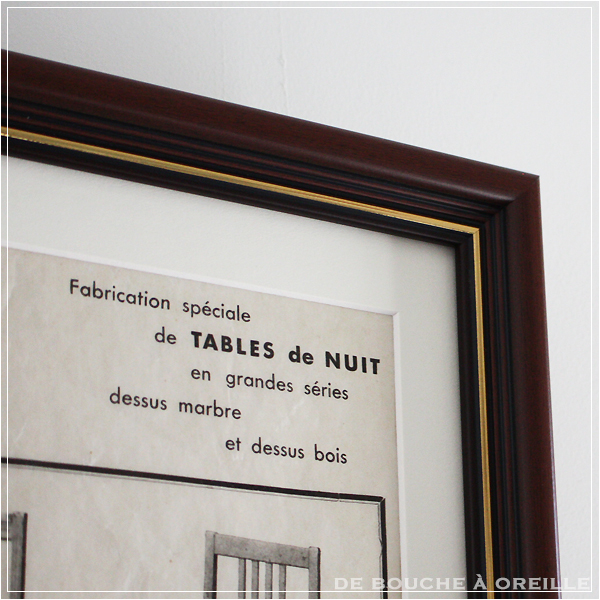 Fabrication spéciale
de TABLES de NUIT
en grandes séries
dessus marbre
et dessus bois
DE BOUCHE À OREILLE